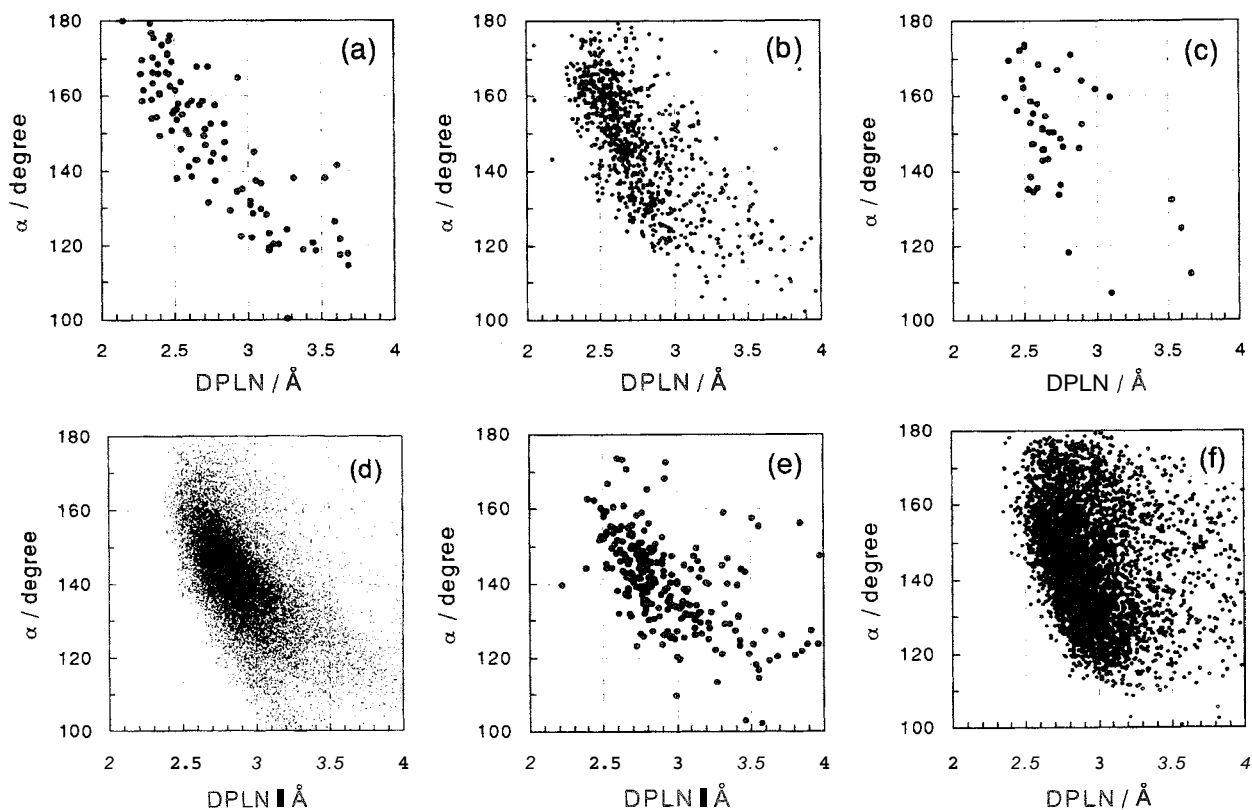 180 160 140 120 100
α / degree
(a)
2 2.5 3 3.5 4
DPLN / Å
180 160 140 120 100
α / degree
(b)
2 2.5 3 3.5 4
DPLN / Å
180 160 140 120 100
α / degree
(c)
2 2.5 3 3.5 4
DPLN / Å
180 160 140 120 100
α / degree
(d)
2 2.5 3 3.5 4
DPLN ▮ Å
180 160 140 120 100
α / degree
(e)
2 2.5 3 3.5 4
DPLN ▮ Å
180 160 140 120 100
α / degree
(f)
2 2.5 3 3.5 4
DPLN / Å